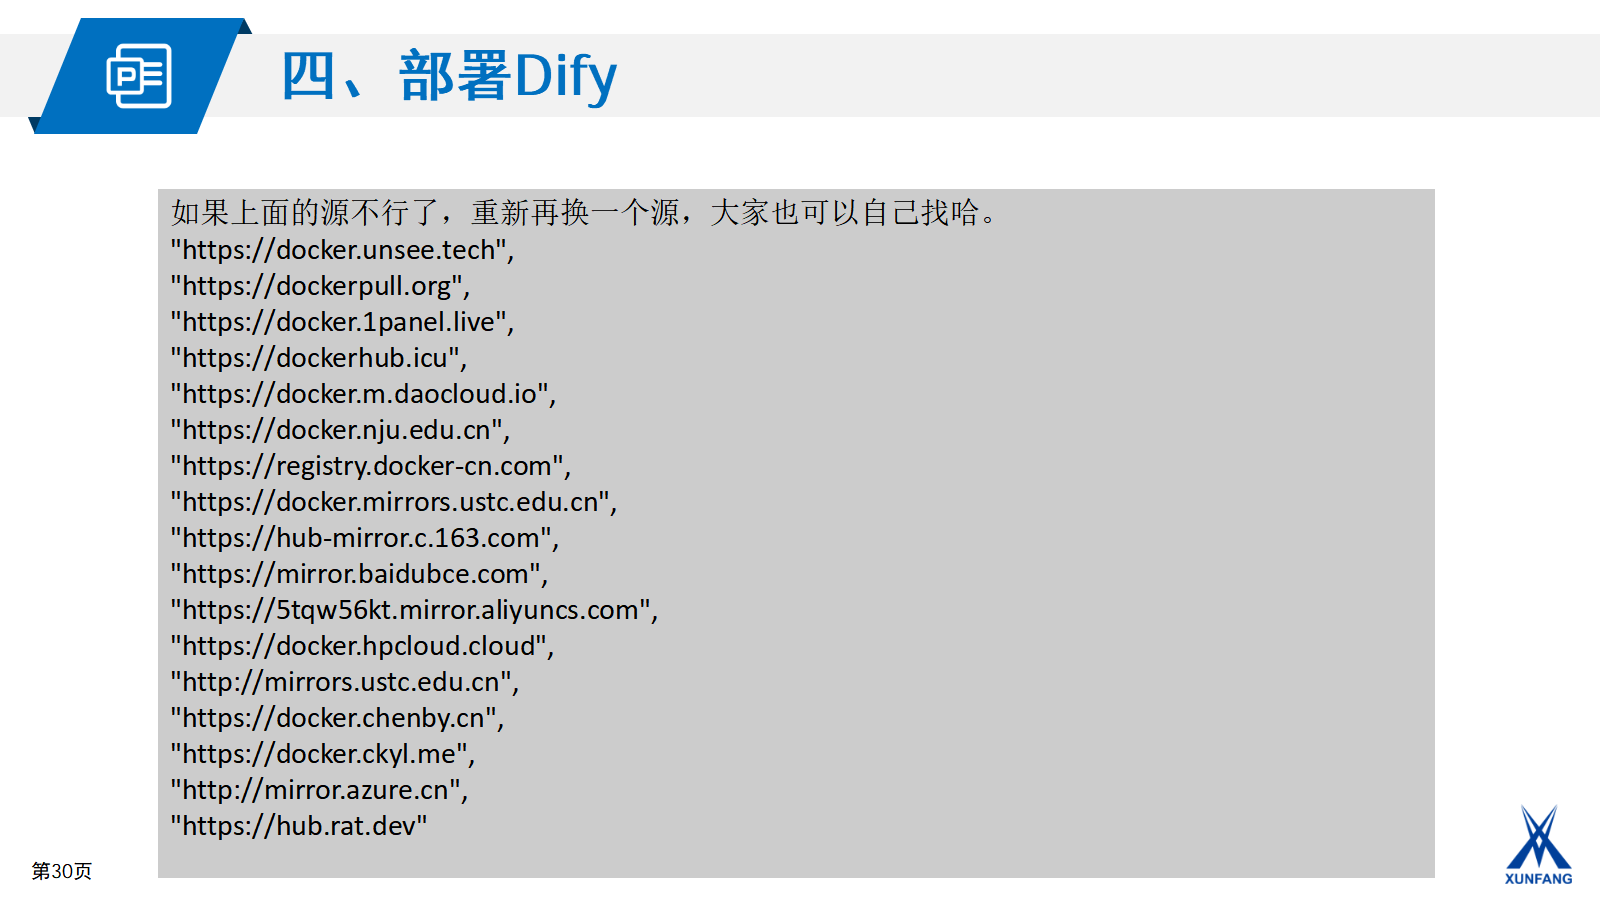 四、部署Dify
如果上面的源不行了，重新再换一个源，大家也可以自己找哈。
"https://docker.unsee.tech",
"https://dockerpull.org",
"https://docker.1panel.live",
"https://dockerhub.icu",
"https://docker.m.daocloud.io",
"https://docker.nju.edu.cn",
"https://registry.docker-cn.com",
"https://docker.mirrors.ustc.edu.cn",
"https://hub-mirror.c.163.com",
"https://mirror.baidubce.com",
"https://5tqw56kt.mirror.aliyuncs.com",
"https://docker.hpcloud.cloud",
"http://mirrors.ustc.edu.cn",
"https://docker.chenby.cn",
"https://docker.ckyl.me",
"http://mirror.azure.cn",
"https://hub.rat.dev"
第30页
XUNFANG